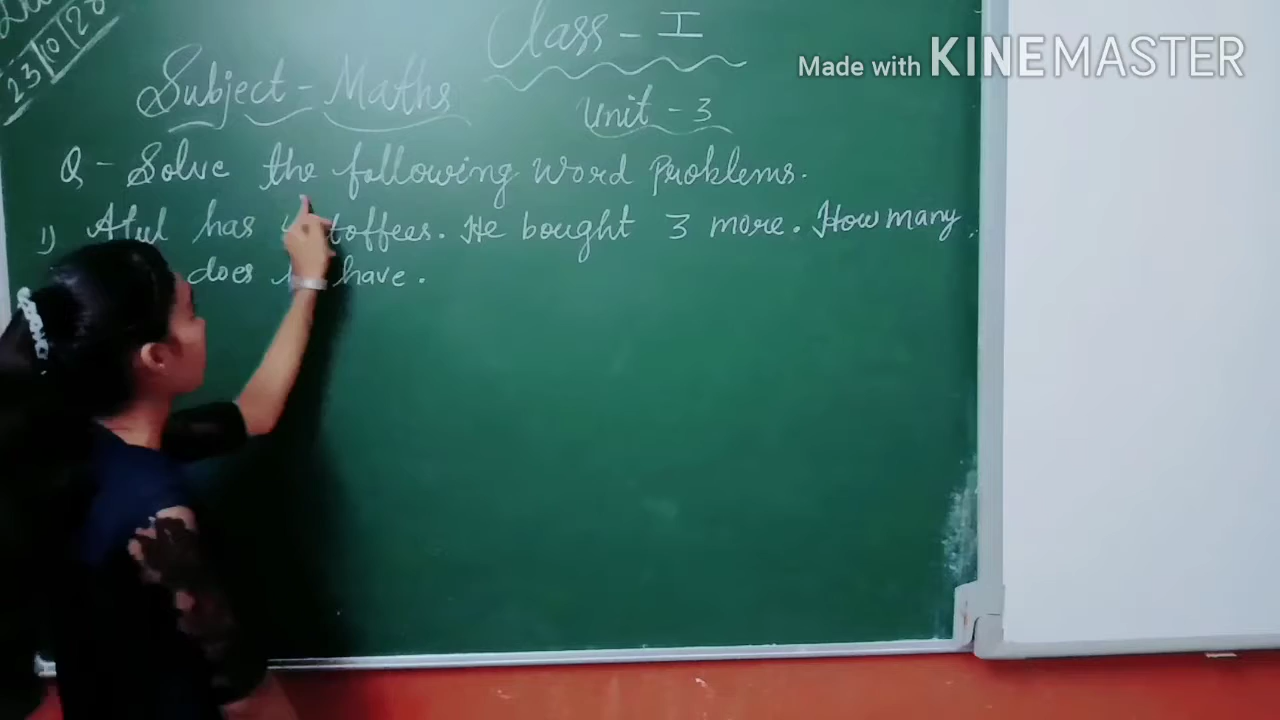 23|10|20
Class - I
Made with KINEMASTER
Subject - Maths
Unit - 3
Q - Solve the following word Problems.
1) Atul has toffees. He bought 3 more. How many
does have.